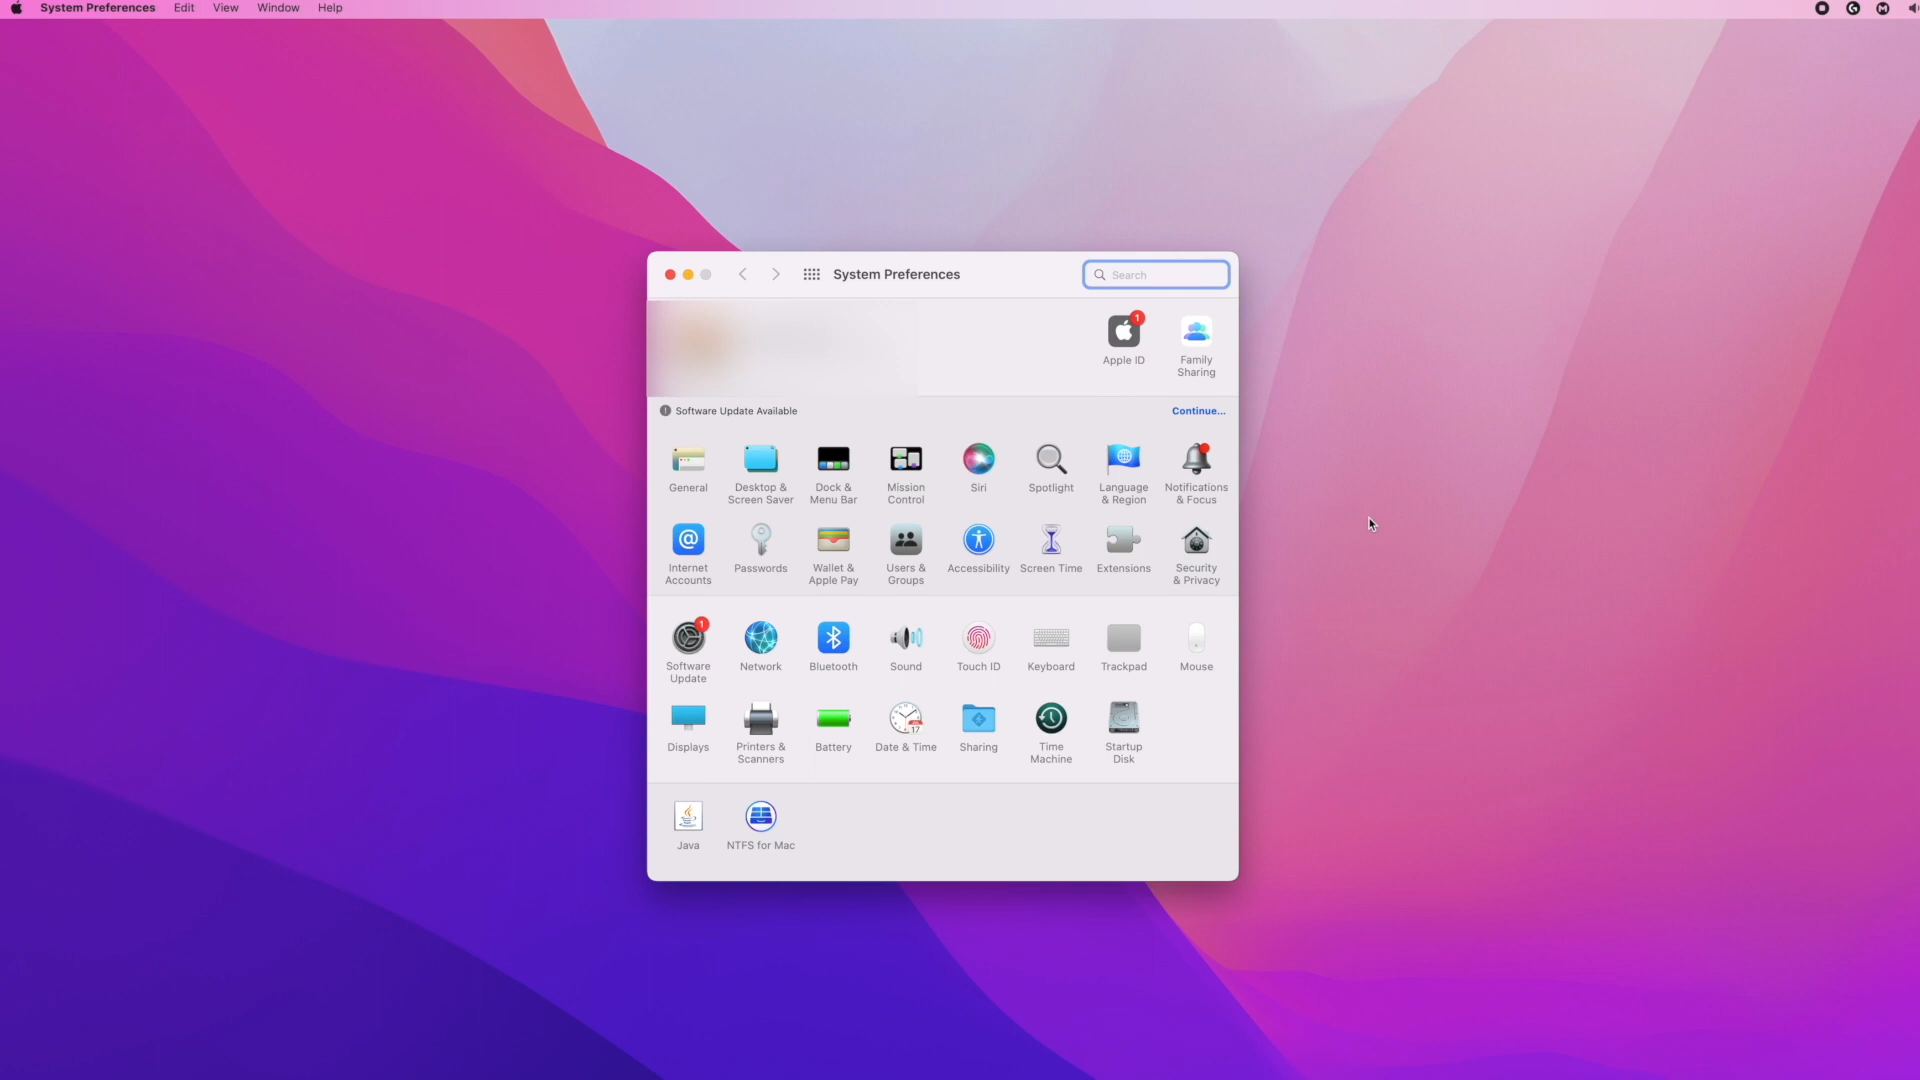 System Preferences Edit View Window Help
System Preferences
Search
1
Apple ID
Family
Sharing
Software Update Available
Continue...
General
Desktop &
Screen Saver
Dock &
Menu Bar
Mission
Control
Siri
Spotlight
Language
& Region
Notifications
& Focus
Internet
Accounts
Passwords
Wallet &
Apple Pay
Users &
Groups
Accessibility
Screen Time
Extensions
Security
& Privacy
1
Software
Update
Network
Bluetooth
Sound
Touch ID
Keyboard
Trackpad
Mouse
Displays
Printers &
Scanners
Battery
17
Date & Time
Sharing
Time
Machine
Startup
Disk
Java
NTFS for Mac